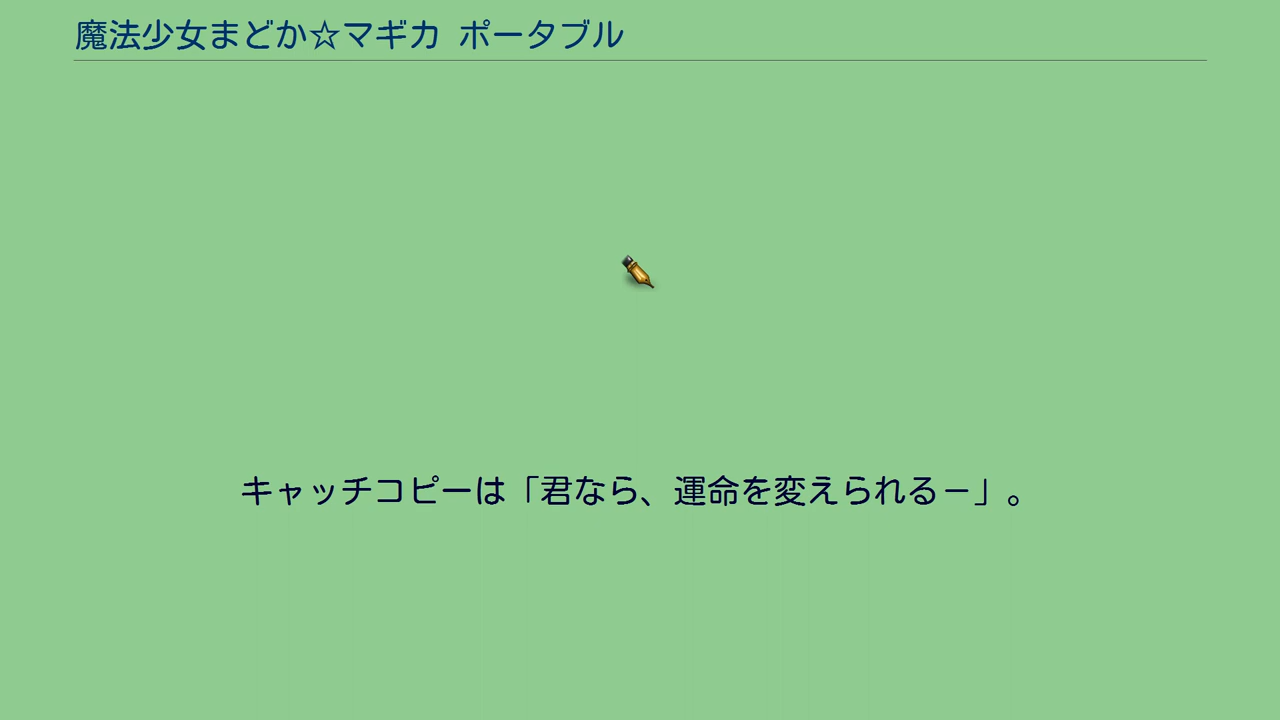 魔法少女まどか☆マギカ ポータブル
キャッチコピーは「君なら、運命を変えられる－」。